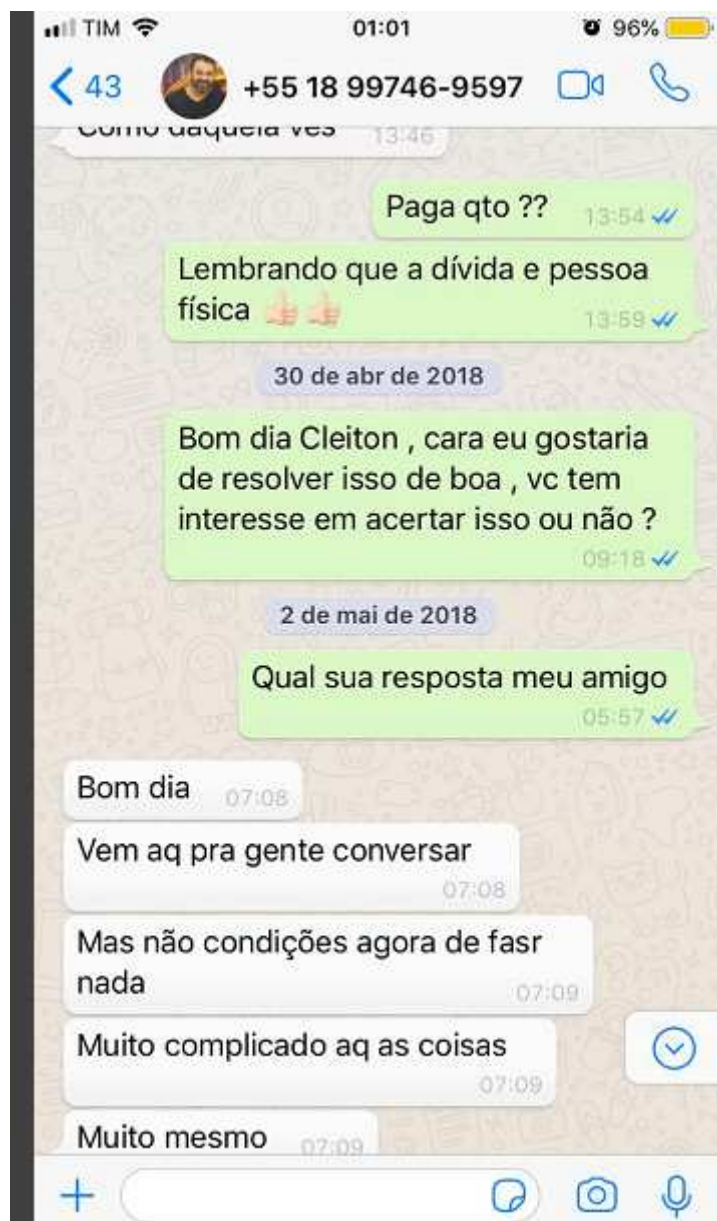 TIM 01:01 96%
43 +55 18 99746-9597
Como daquela ves 13:46
Paga qto ?? 13:54
Lembrando que a dívida e pessoa
física 👍🏻👍🏻 13:59
30 de abr de 2018
Bom dia Cleiton , cara eu gostaria
de resolver isso de boa , vc tem
interesse em acertar isso ou não ?
09:18
2 de mai de 2018
Qual sua resposta meu amigo
05:57
Bom dia 07:08
Vem aq pra gente conversar
07:08
Mas não condições agora de fasr
nada 07:09
Muito complicado aq as coisas
07:09
Muito mesmo 07:09